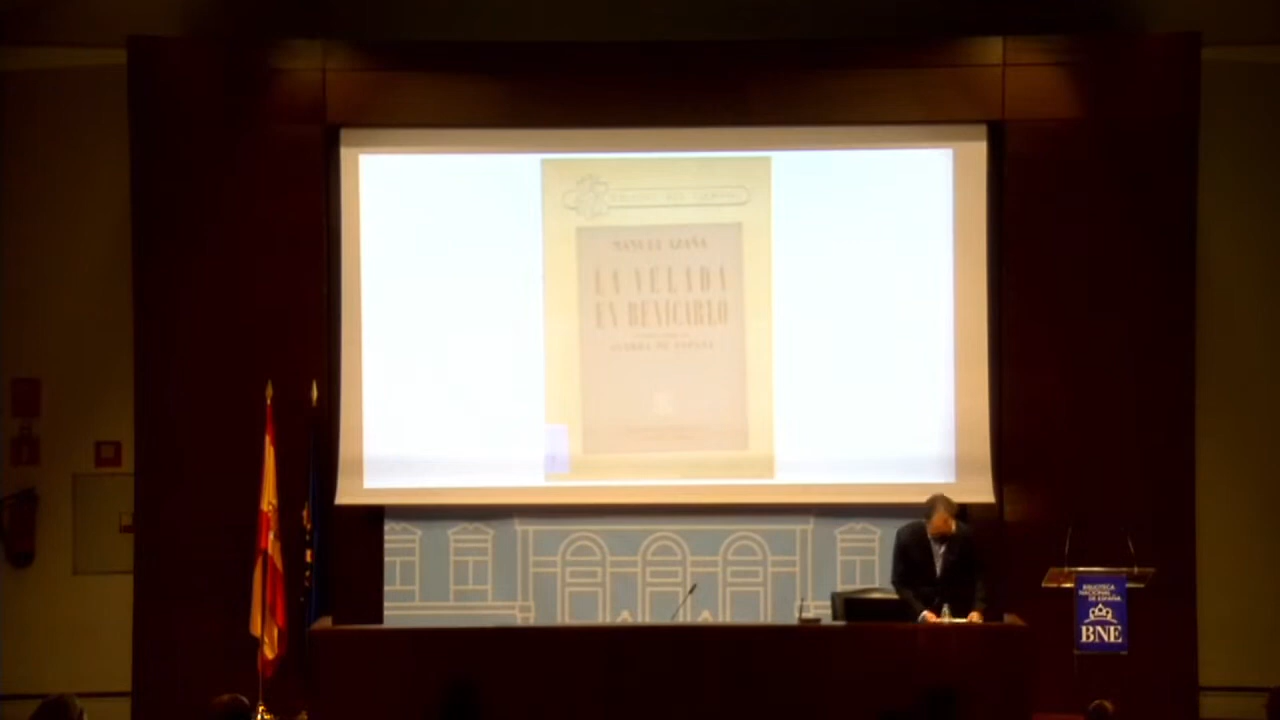 MANUEL AZAÑA
LA VELADA
EN BENICARLO
GUERRA DE ESPAÑA
BIBLIOTECA
NACIONAL
DE ESPAÑA
BNE